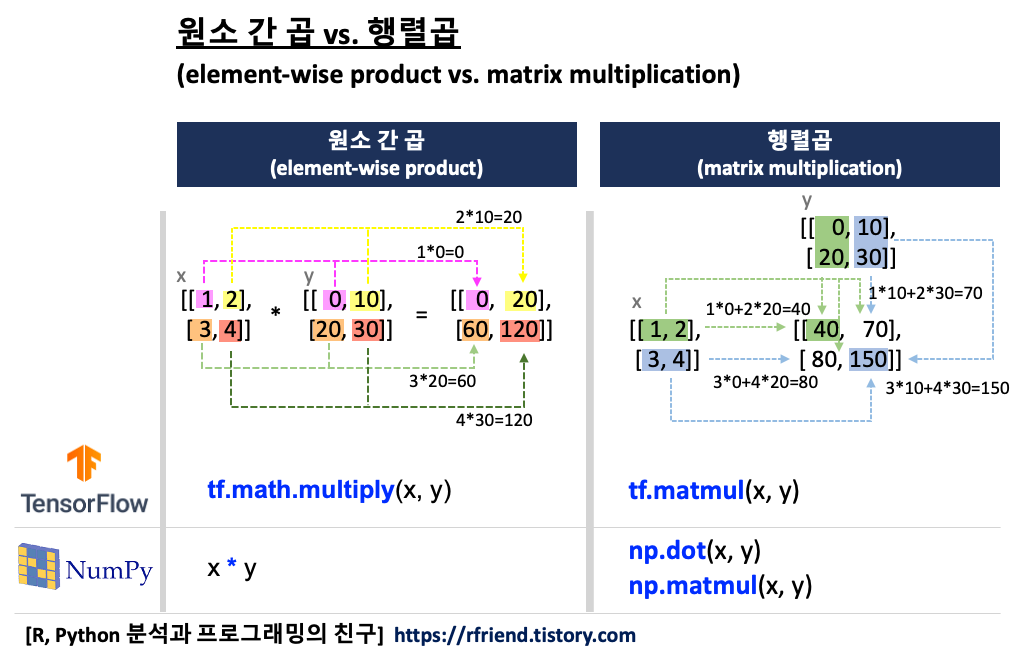 원소 간 곱 vs. 행렬곱
(element-wise product vs. matrix multiplication)
원소 간 곱
(element-wise product)
2*10=20
1*0=0
x
y
[[ 1, 2],
[[ 0, 10],
[[ 0, 20],
*
=
[ 3, 4]]
[20, 30]]
[60, 120]]
3*20=60
4*30=120
행렬곱
(matrix multiplication)
y
[[ 0, 10],
[ 20, 30]]
x
1*10+2*30=70
1*0+2*20=40
[[ 1, 2],
[[ 40, 70],
[ 3, 4]]
[ 80, 150]]
3*0+4*20=80
3*10+4*30=150
TensorFlow
tf.math.multiply(x, y)
tf.matmul(x, y)
NumPy
x * y
np.dot(x, y)
np.matmul(x, y)
[R, Python 분석과 프로그래밍의 친구] https://rfriend.tistory.com